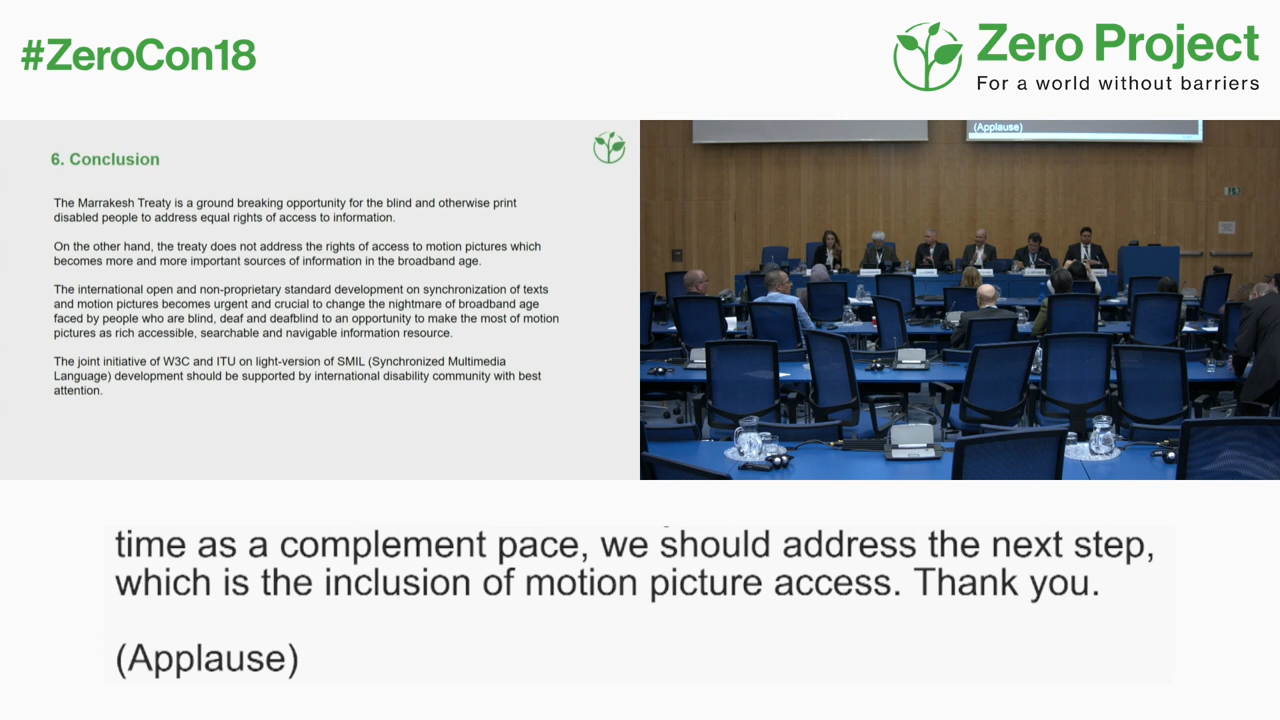 #ZeroCon18
Zero Project
For a world without barriers
6. Conclusion
The Marrakesh Treaty is a ground breaking opportunity for the blind and otherwise print
disabled people to address equal rights of access to information.
On the other hand, the treaty does not address the rights of access to motion pictures which
becomes more and more important sources of information in the broadband age.
The international open and non-proprietary standard development on synchronization of texts
and motion pictures becomes urgent and crucial to change the nightmare of broadband age
faced by people who are blind, deaf and deafblind to an opportunity to make the most of motion
pictures as rich accessible, searchable and navigable information resource.
The joint initiative of W3C and ITU on light-version of SMIL (Synchronized Multimedia
Language) development should be supported by international disability community with best
attention.
(Applause)
time as a complement pace, we should address the next step,
which is the inclusion of motion picture access. Thank you.
(Applause)